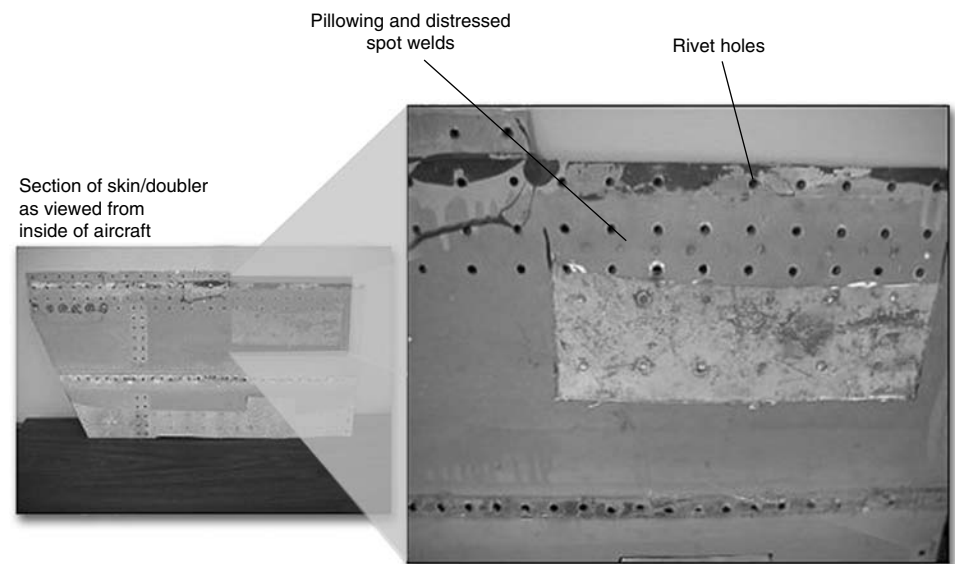 Pillowing and distressed
spot welds
Rivet holes
Section of skin/doubler
as viewed from
inside of aircraft